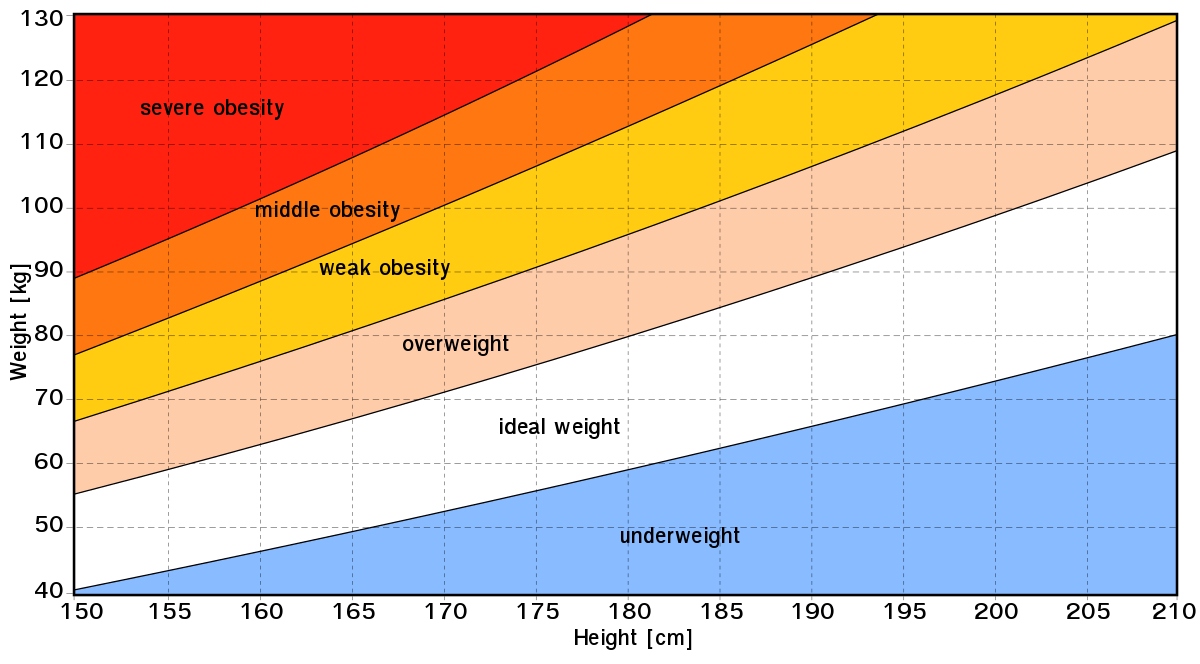 130
120
110
100
90
80
70
60
50
40
Weight [kg]
severe obesity
middle obesity
weak obesity
overweight
ideal weight
underweight
150 155 160 165 170 175 180 185 190 195 200 205 210
Height [cm]